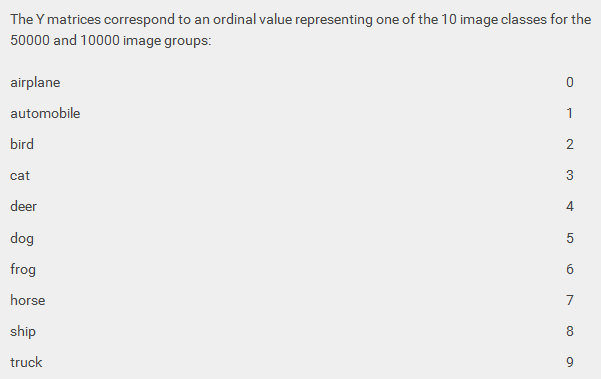 The Y matrices correspond to an ordinal value representing one of the 10 image classes for the
50000 and 10000 image groups:
airplane 0
automobile 1
bird 2
cat 3
deer 4
dog 5
frog 6
horse 7
ship 8
truck 9